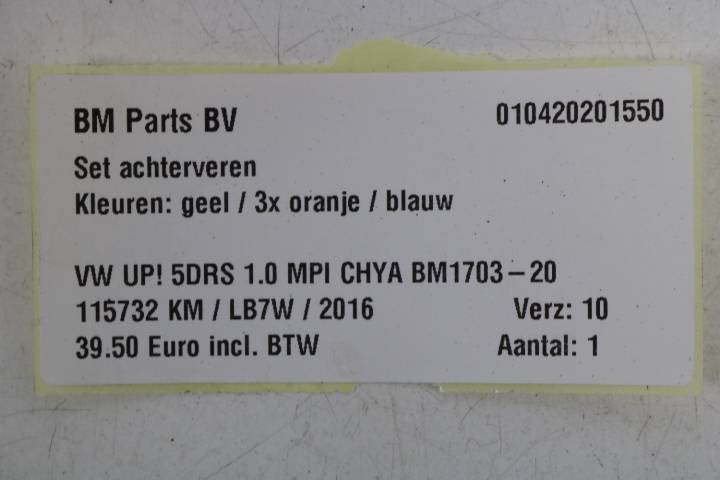 BM Parts BV 010420201550
Set achterveren
Kleuren: geel / 3x oranje / blauw
VW UP! 5DRS 1.0 MPI CHYA BM1703-20
115732 KM / LB7W / 2016 Verz: 10
39.50 Euro incl. BTW Aantal: 1